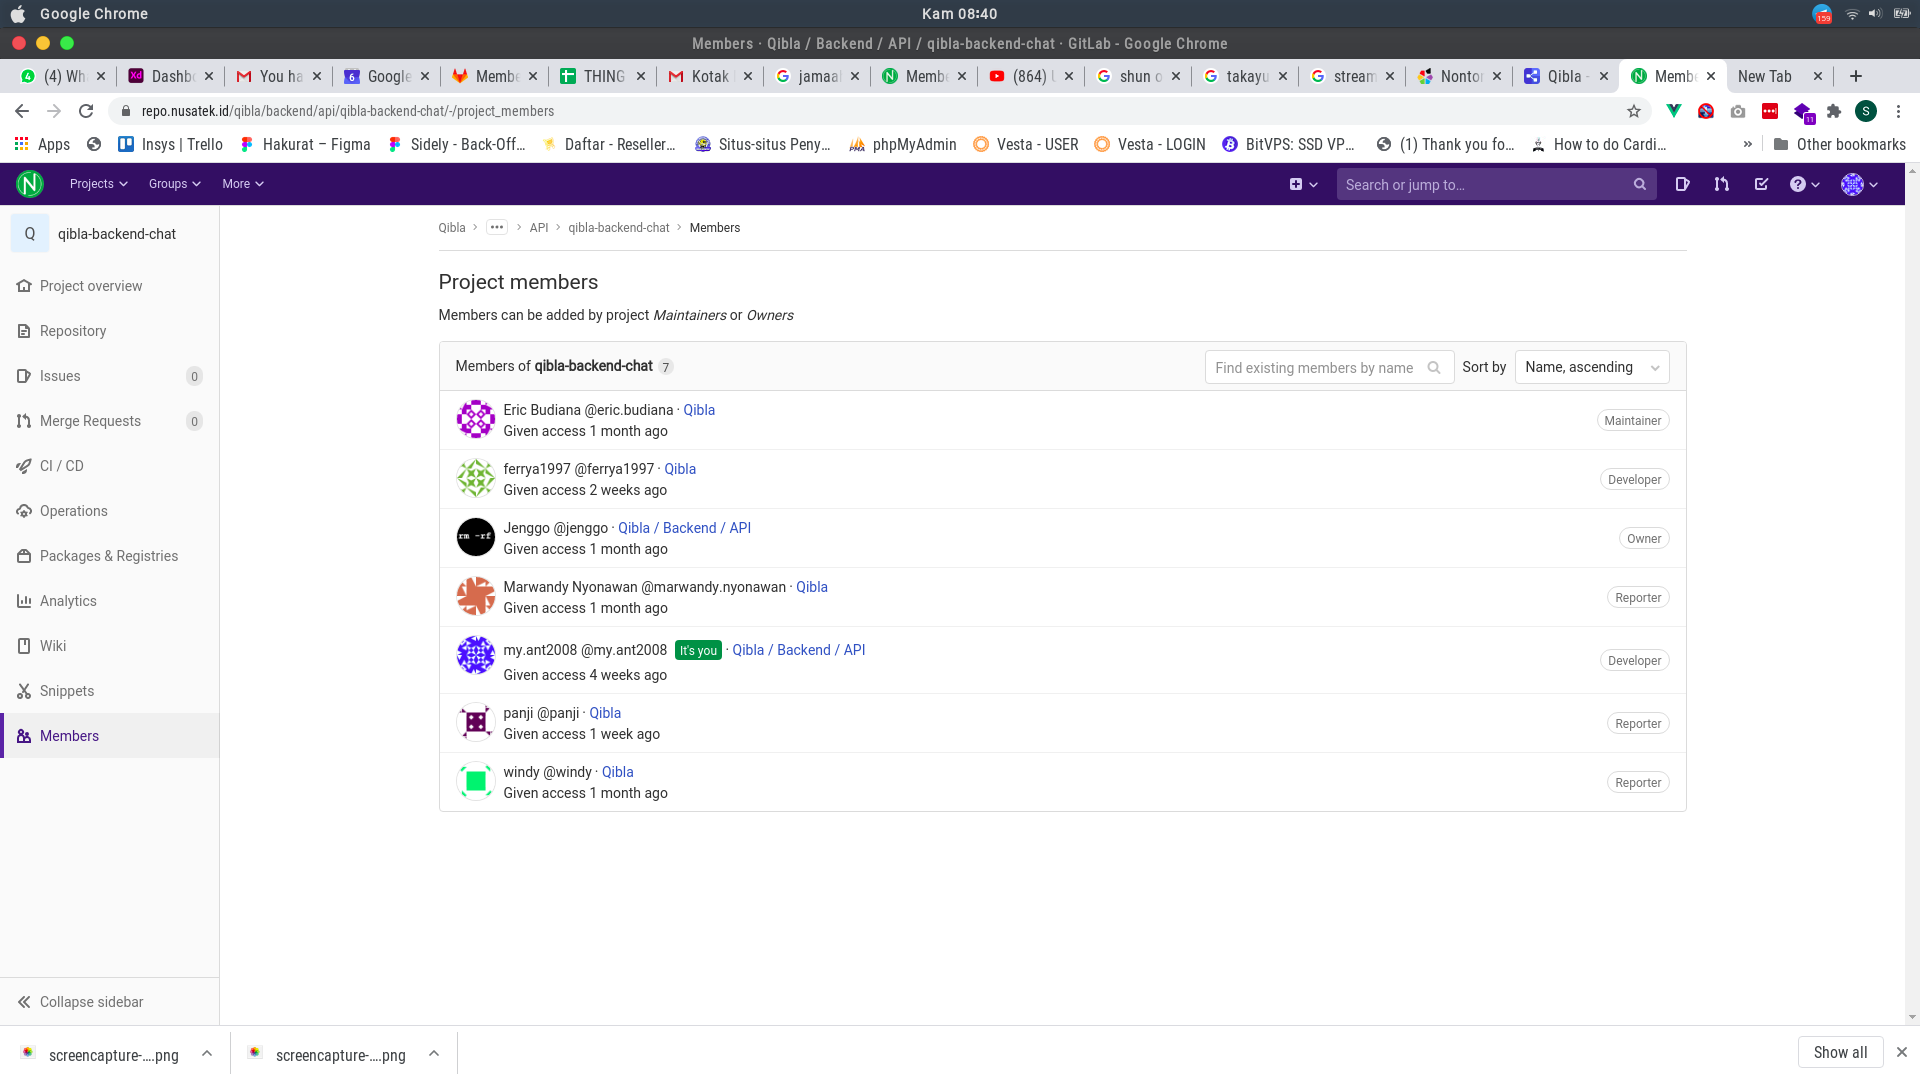 Google Chrome
Kam 08:40
159
Members · Qibla / Backend / API / qibla-backend-chat · GitLab - Google Chrome
(4) Wh
Dashb
You ha
Google
Membe
THING
Kotak
jamaal
Membe
(864)
shun o
takayu
stream
Nonto
Qibla -
Membe
New Tab
repo.nusatek.id/qibla/backend/api/qibla-backend-chat/-/project_members
S
11
Apps
Insys | Trello
Hakurat – Figma
Sidely - Back-Off...
Daftar - Reseller...
Situs-situs Peny...
phpMyAdmin
Vesta - USER
Vesta - LOGIN
BitVPS: SSD VP...
(1) Thank you fo...
How to do Cardi...
»
Other bookmarks
N
Projects
Groups
More
Search or jump to...
Q
qibla-backend-chat
Project overview
Repository
Issues 0
Merge Requests 0
CI / CD
Operations
Packages & Registries
Analytics
Wiki
Snippets
Members
Collapse sidebar
Qibla > ••• > API > qibla-backend-chat > Members
Project members
Members can be added by project Maintainers or Owners
Members of qibla-backend-chat 7
Find existing members by name
Sort by
Name, ascending
Eric Budiana @eric.budiana · Qibla
Given access 1 month ago
Maintainer
ferrya1997 @ferrya1997 · Qibla
Given access 2 weeks ago
Developer
rm -rf
Jenggo @jenggo · Qibla / Backend / API
Given access 1 month ago
Owner
Marwandy Nyonawan @marwandy.nyonawan · Qibla
Given access 1 month ago
Reporter
my.ant2008 @my.ant2008 It's you · Qibla / Backend / API
Given access 4 weeks ago
Developer
panji @panji · Qibla
Given access 1 week ago
Reporter
windy @windy · Qibla
Given access 1 month ago
Reporter
screencapture-....png
screencapture-....png
Show all